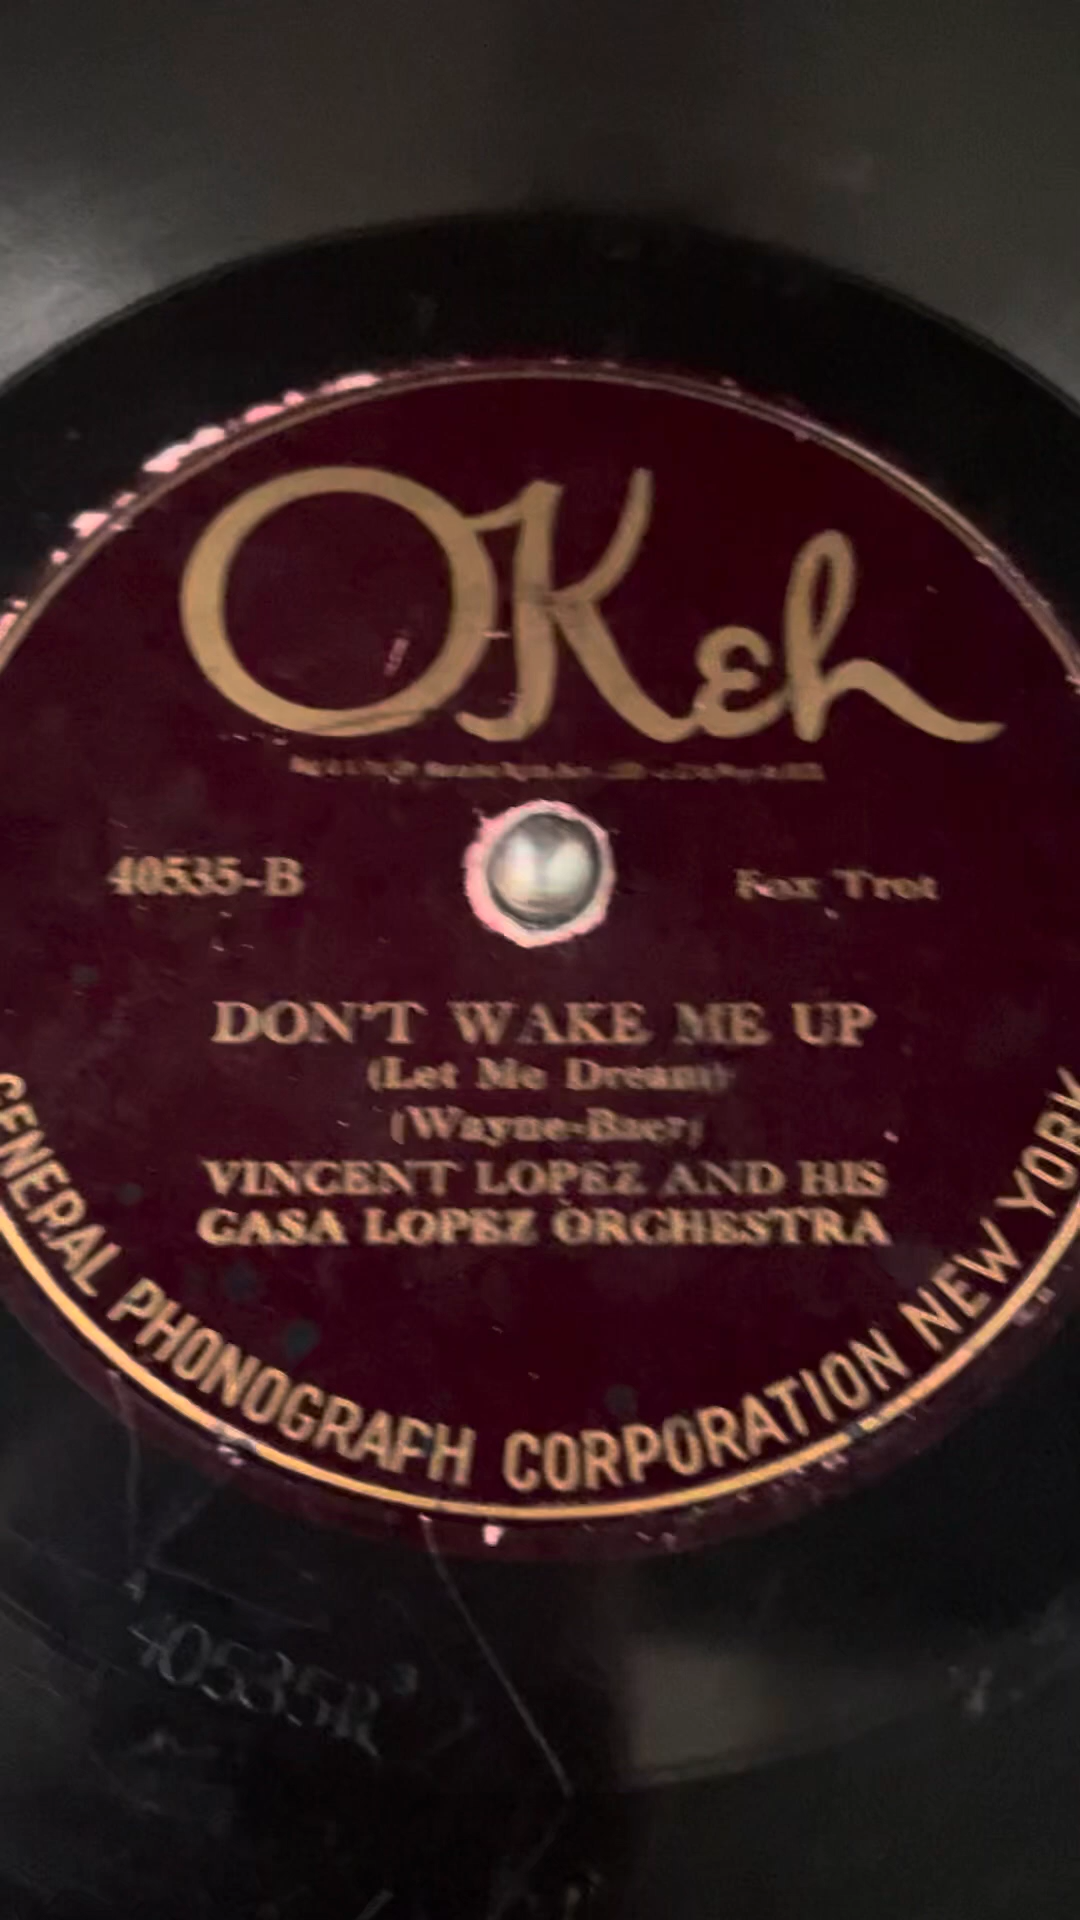 OKeh
40535-B
Fox Trot
DON'T WAKE ME UP
(Let Me Dream)
(Wayne-Baer)
VINCENT LOPEZ AND HIS
CASA LOPEZ ORCHESTRA
GENERAL PHONOGRAPH CORPORATION NEW YORK
40535